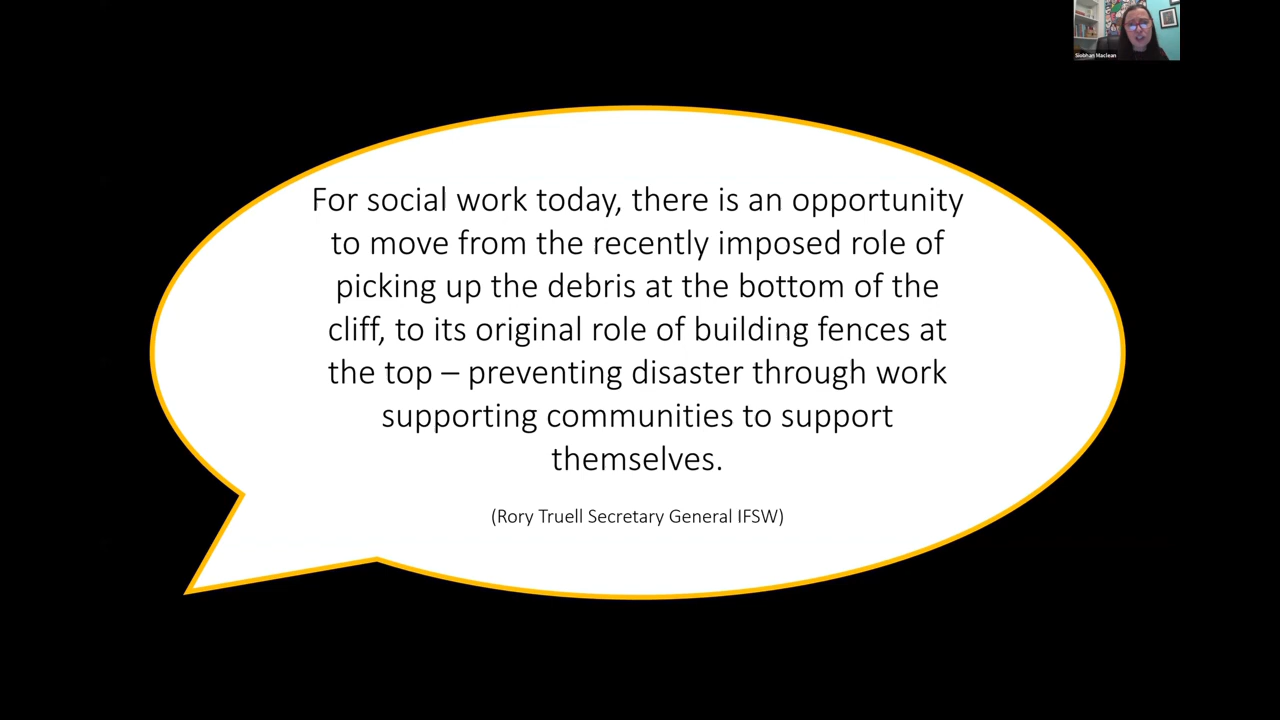 Siobhan Maclean
For social work today, there is an opportunity
to move from the recently imposed role of
picking up the debris at the bottom of the
cliff, to its original role of building fences at
the top – preventing disaster through work
supporting communities to support
themselves.
(Rory Truell Secretary General IFSW)